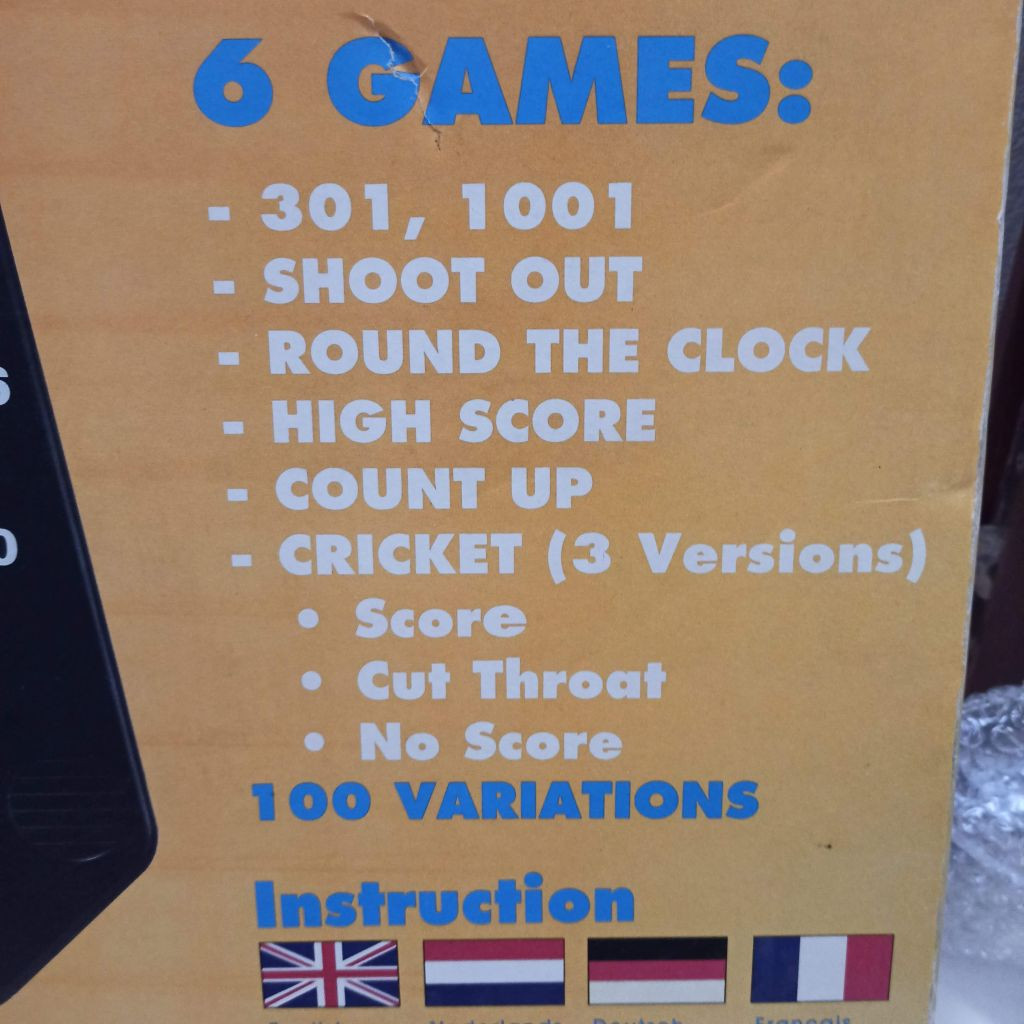 6 GAMES:
- 301, 1001
- SHOOT OUT
- ROUND THE CLOCK
- HIGH SCORE
- COUNT UP
- CRICKET (3 Versions)
• Score
• Cut Throat
• No Score
100 VARIATIONS
Instruction